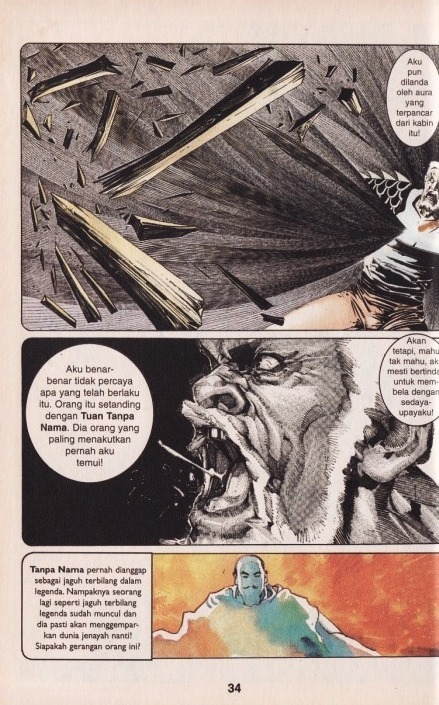 Aku
pun
dilanda
oleh aura
yang
terpancar
dari kabin
itu!
Aku benar-
benar tidak percaya
apa yang telah berlaku
itu. Orang itu setanding
dengan Tuan Tanpa
Nama. Dia orang yang
paling menakutkan
pernah aku
temui!
Akan
tetapi, mahu
tak mahu,
mesti
untuk mem-
bela dengan
sedaya-
upayaku!
Tanpa Nama pernah dianggap
sebagai jaguh terbilang dalam
legenda. Nampaknya seorang
lagi seperti jaguh terbilang
legenda sudah muncul dan
dia pasti akan menggempar-
kan dunia jenayah nanti!
Siapakah gerangan orang ini?
34